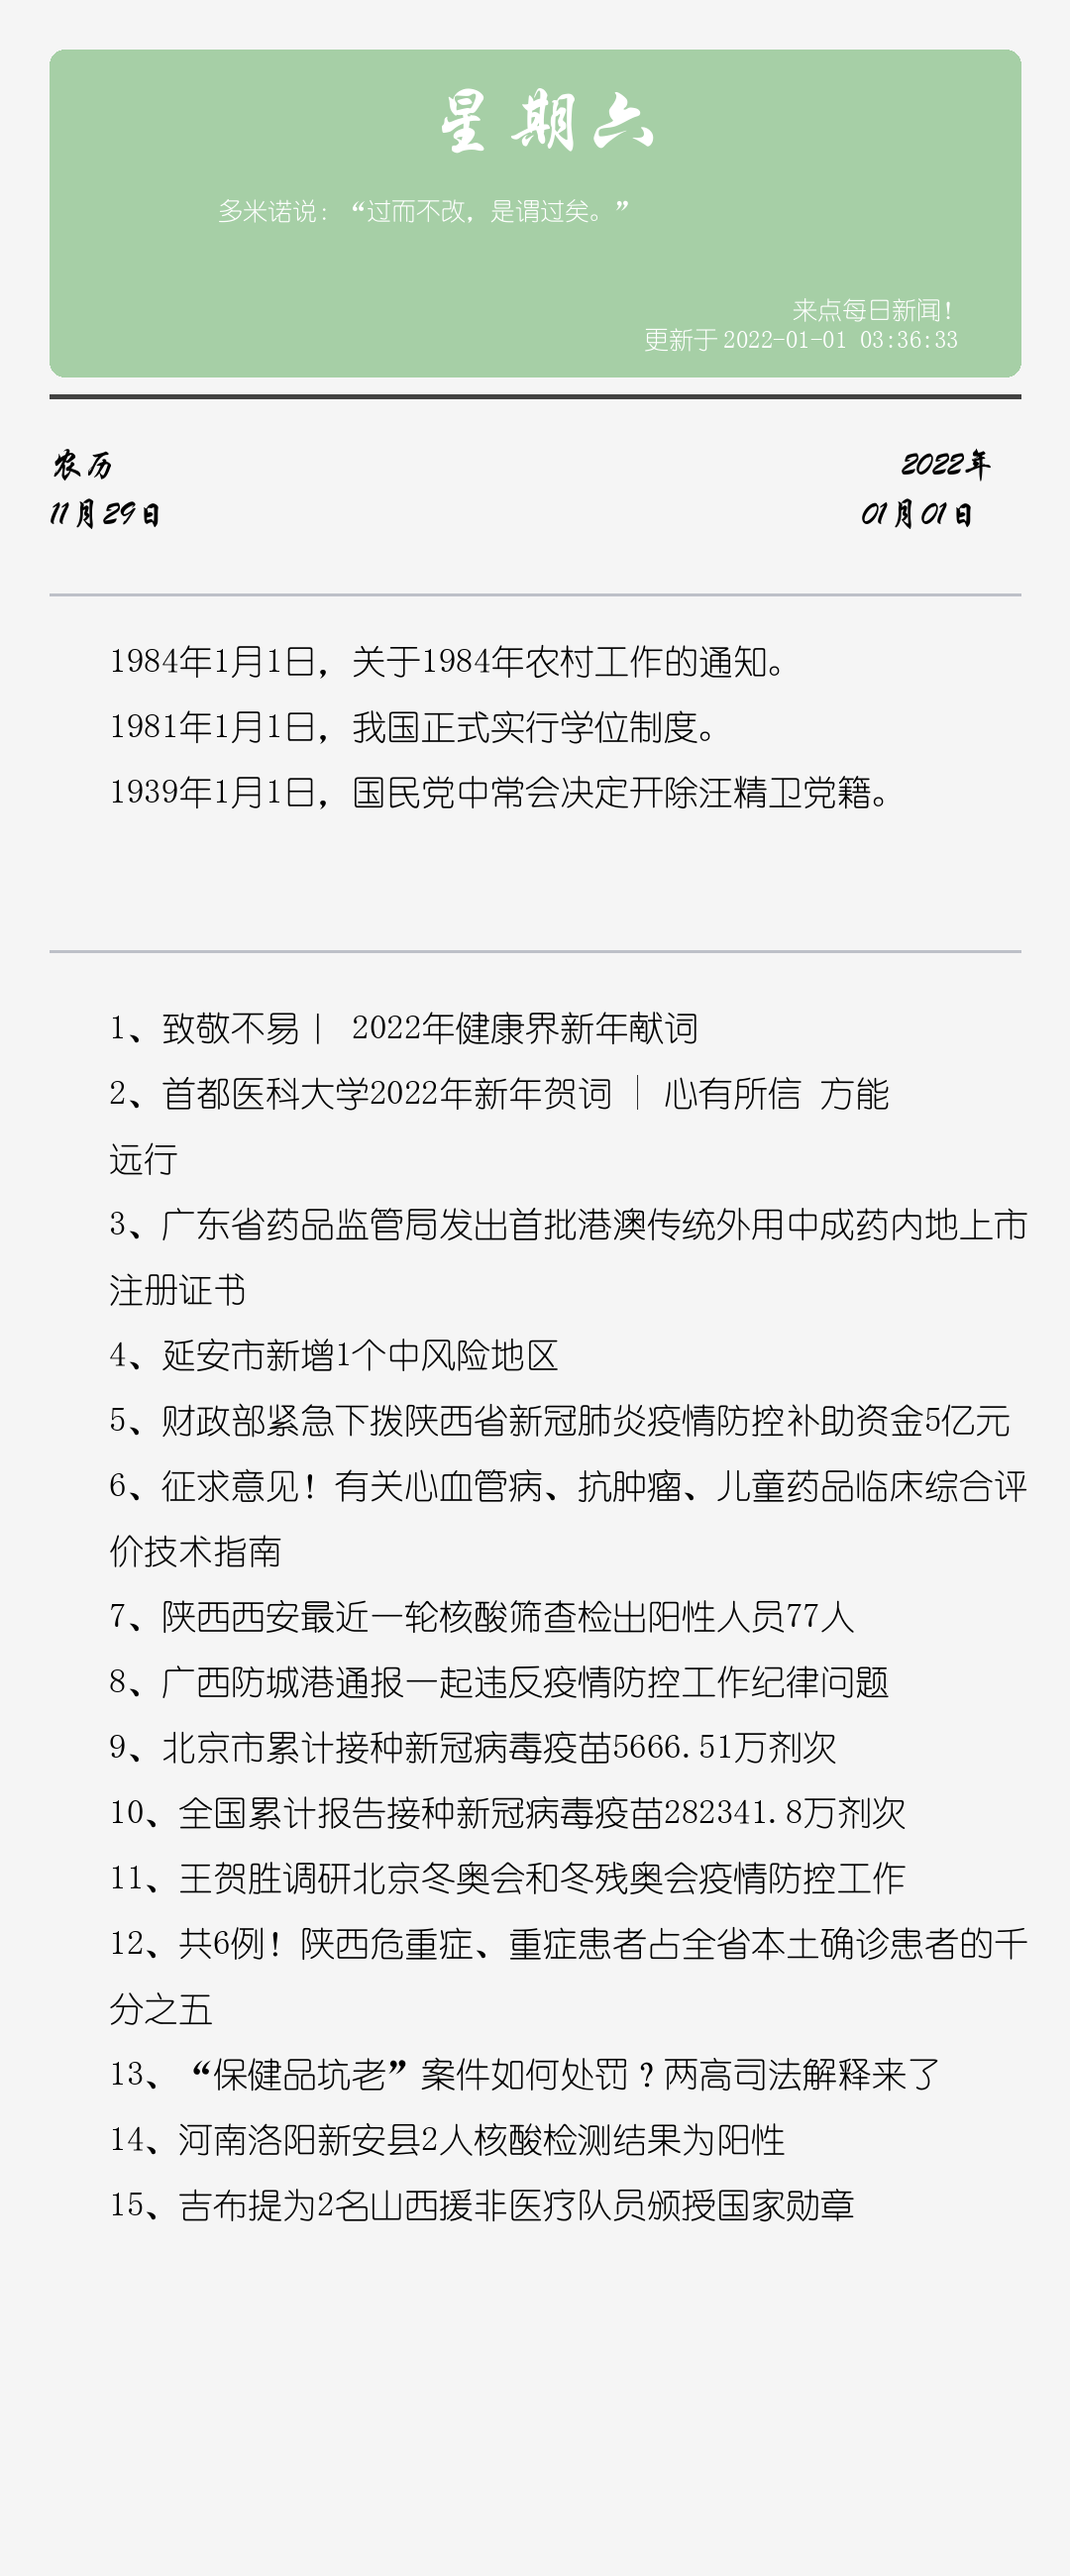 星期六
多米诺说：“过而不改，是谓过矣。”
来点每日新闻！
更新于 2022-01-01 03:36:33
农历
2022年
11月29日
01月01日
1984年1月1日，关于1984年农村工作的通知。
1981年1月1日，我国正式实行学位制度。
1939年1月1日，国民党中常会决定开除汪精卫党籍。
1、致敬不易丨 2022年健康界新年献词
2、首都医科大学2022年新年贺词 | 心有所信 方能
远行
3、广东省药品监管局发出首批港澳传统外用中成药内地上市
注册证书
4、延安市新增1个中风险地区
5、财政部紧急下拨陕西省新冠肺炎疫情防控补助资金5亿元
6、征求意见！有关心血管病、抗肿瘤、儿童药品临床综合评
价技术指南
7、陕西西安最近一轮核酸筛查检出阳性人员77人
8、广西防城港通报一起违反疫情防控工作纪律问题
9、北京市累计接种新冠病毒疫苗5666.51万剂次
10、全国累计报告接种新冠病毒疫苗282341.8万剂次
11、王贺胜调研北京冬奥会和冬残奥会疫情防控工作
12、共6例！陕西危重症、重症患者占全省本土确诊患者的千
分之五
13、“保健品坑老”案件如何处罚？两高司法解释来了
14、河南洛阳新安县2人核酸检测结果为阳性
15、吉布提为2名山西援非医疗队员颁授国家勋章